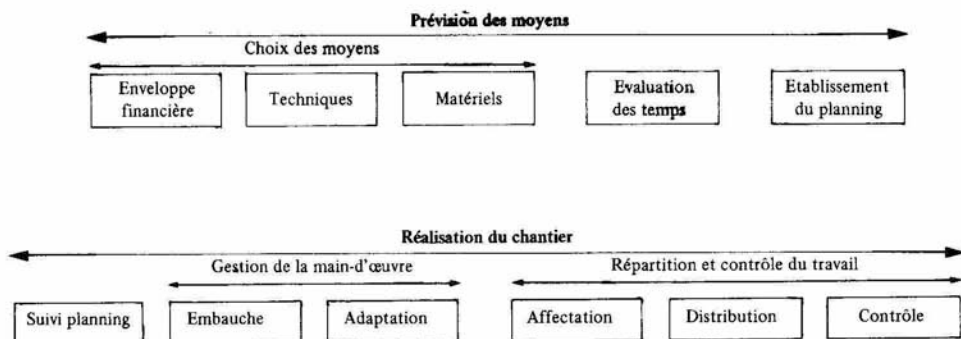 Prévision des moyens
Choix des moyens
Enveloppe
financière
Techniques
Matériels
Evaluation
des temps
Etablissement
du planning
Réalisation du chantier
Gestion de la main-d'œuvre
Répartition et contrôle du travail
Suivi planning
Embauche
Adaptation
Affectation
Distribution
Contrôle